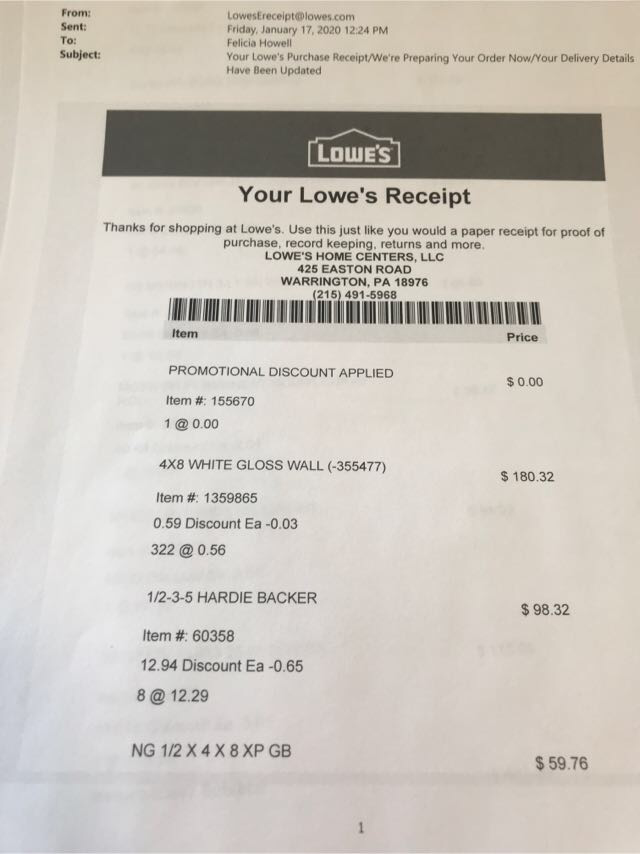 From: LowesEreceipt@lowes.com
Sent: Friday, January 17, 2020 12:24 PM
To: Felicia Howell
Subject: Your Lowe's Purchase Receipt/We're Preparing Your Order Now/Your Delivery Details
Have Been Updated
LOWE'S
Your Lowe's Receipt
Thanks for shopping at Lowe's. Use this just like you would a paper receipt for proof of
purchase, record keeping, returns and more.
LOWE'S HOME CENTERS, LLC
425 EASTON ROAD
WARRINGTON, PA 18976
(215) 491-5968
Item Price
PROMOTIONAL DISCOUNT APPLIED $ 0.00
Item #: 155670
1 @ 0.00
4X8 WHITE GLOSS WALL (-355477) $ 180.32
Item #: 1359865
0.59 Discount Ea -0.03
322 @ 0.56
1/2-3-5 HARDIE BACKER $ 98.32
Item #: 60358
12.94 Discount Ea -0.65
8 @ 12.29
NG 1/2 X 4 X 8 XP GB $ 59.76
1